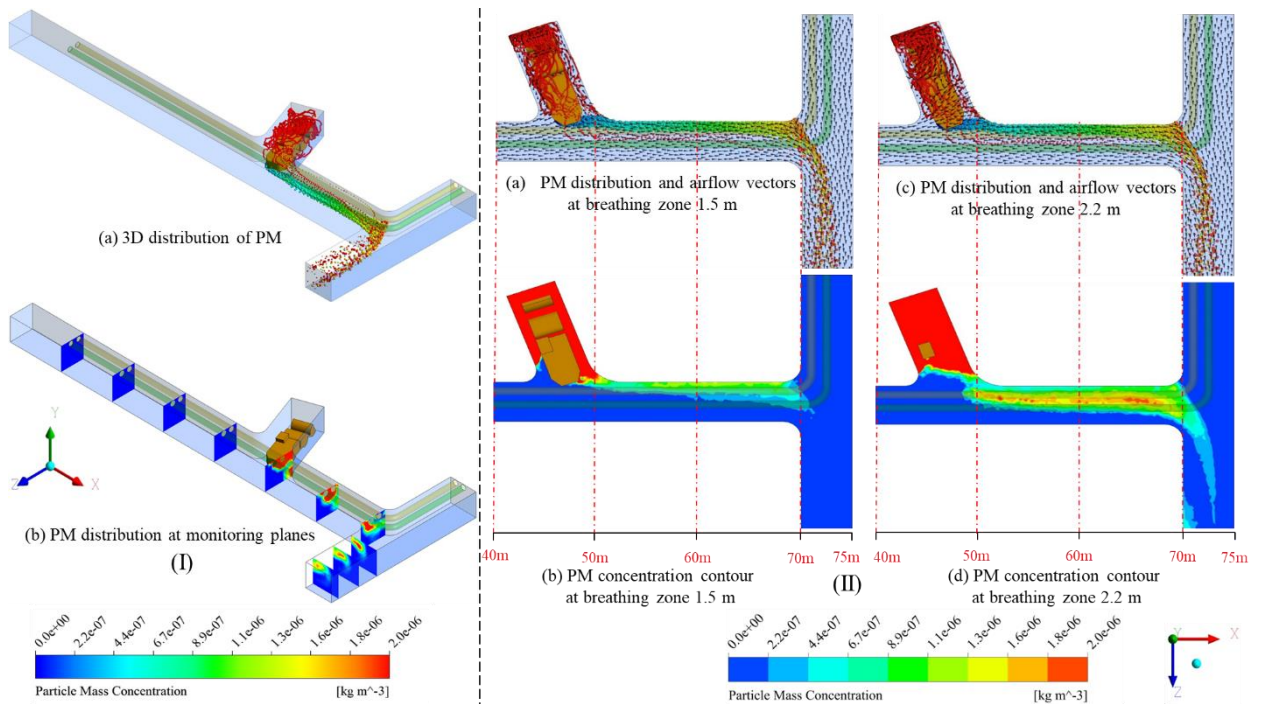 (a) 3D distribution of PM
Y
Z
X
(b) PM distribution at monitoring planes
(I)
0.0e+00
2.2e-07
4.4e-07
6.7e-07
8.9e-07
1.1e-06
1.3e-06
1.6e-06
1.8e-06
2.0e-06
Particle Mass Concentration
[kg m^-3]
(a) PM distribution and airflow vectors
at breathing zone 1.5 m
(c) PM distribution and airflow vectors
at breathing zone 2.2 m
40m
50m
60m
70m
75m
40m
50m
60m
70m
75m
(b) PM concentration contour
at breathing zone 1.5 m
(II)
(d) PM concentration contour
at breathing zone 2.2 m
0.0e+00
2.2e-07
4.4e-07
6.7e-07
8.9e-07
1.1e-06
1.3e-06
1.6e-06
1.8e-06
2.0e-06
Particle Mass Concentration
[kg m^-3]
Y
X
Z